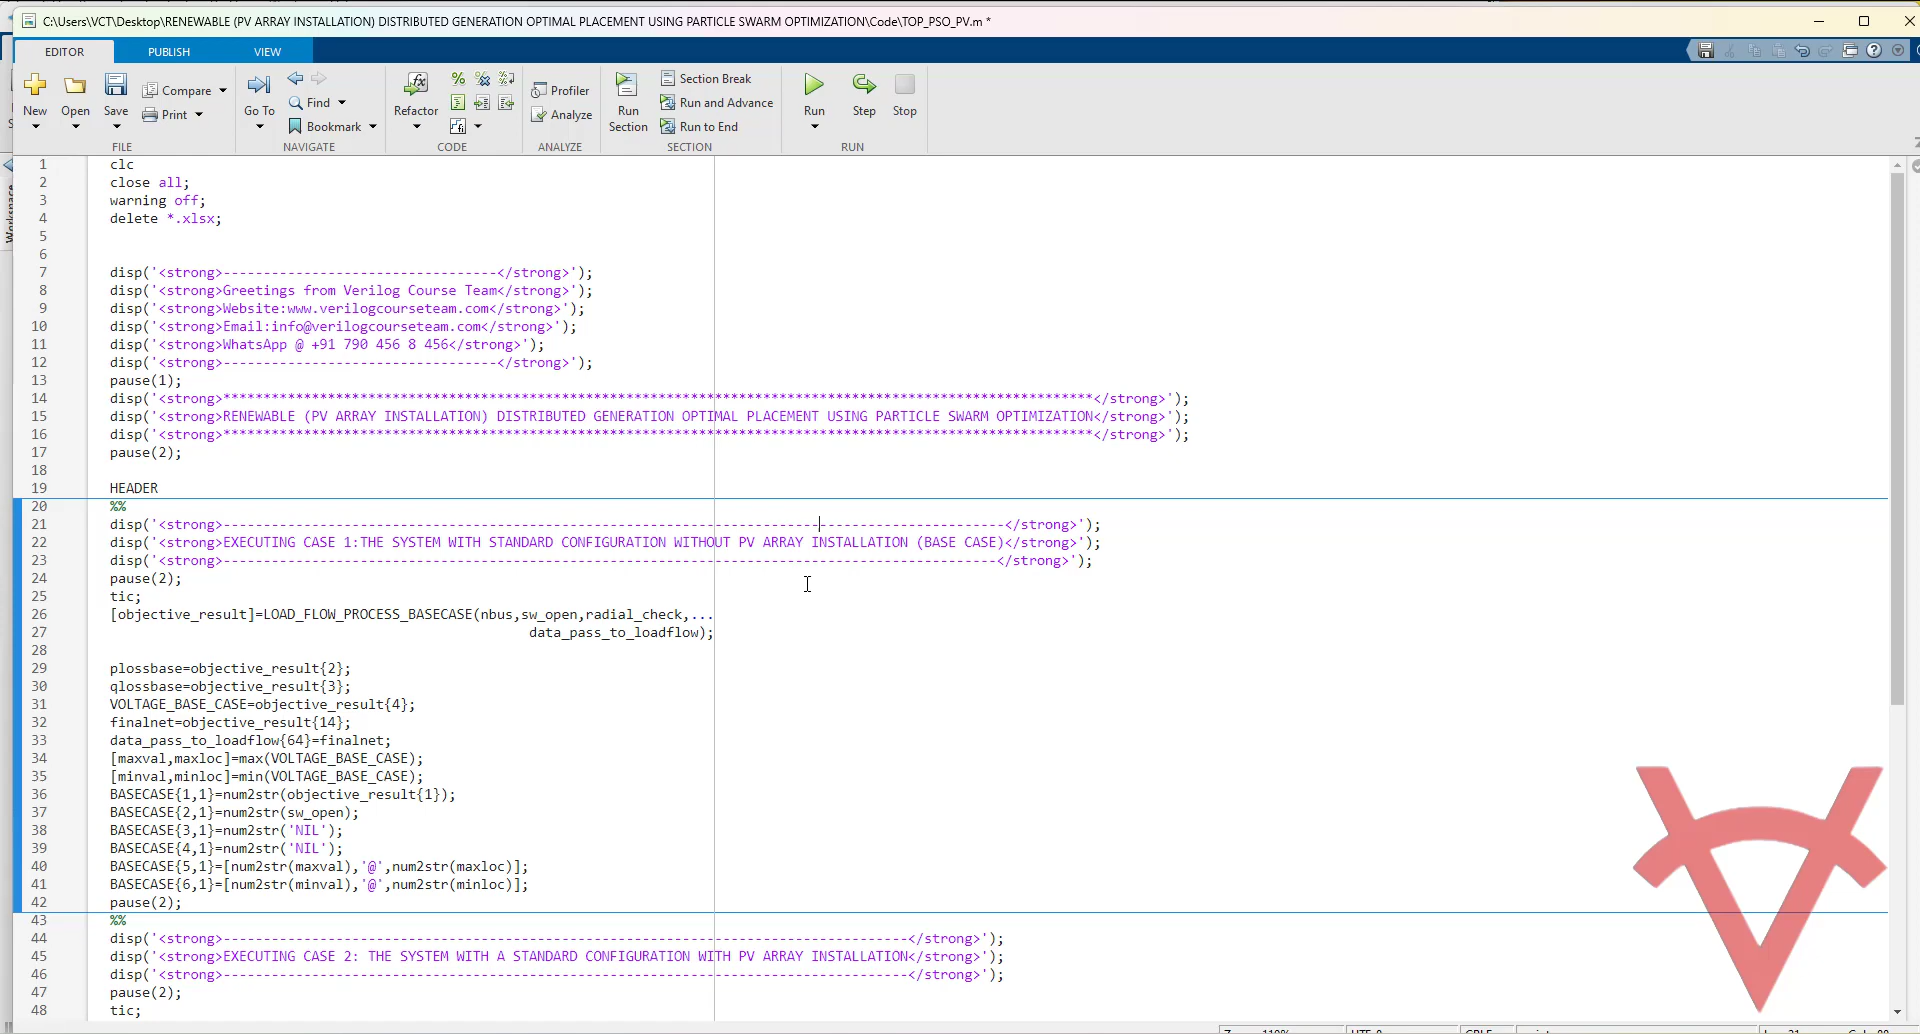 C:\Users\VCT\Desktop\RENEWABLE (PV ARRAY INSTALLATION) DISTRIBUTED GENERATION OPTIMAL PLACEMENT USING PARTICLE SWARM OPTIMIZATION\Code\TOP_PSO_PV.m *
EDITOR PUBLISH VIEW
New Open Save Compare Print Go To Find Bookmark Refactor Profiler Analyze Run Section Section Break Run and Advance Run to End Run Step Stop
FILE NAVIGATE CODE ANALYZE SECTION RUN
Workspace
1 clc
2 close all;
3 warning off;
4 delete *.xlsx;
5
6
7 disp('<strong>----------------------------------</strong>');
8 disp('<strong>Greetings from Verilog Course Team</strong>');
9 disp('<strong>Website:www.verilogcourseteam.com</strong>');
10 disp('<strong>Email:info@verilogcourseteam.com</strong>');
11 disp('<strong>WhatsApp @ +91 790 456 8 456</strong>');
12 disp('<strong>----------------------------------</strong>');
13 pause(1);
14 disp('<strong>************************************************************************************************************</strong>');
15 disp('<strong>RENEWABLE (PV ARRAY INSTALLATION) DISTRIBUTED GENERATION OPTIMAL PLACEMENT USING PARTICLE SWARM OPTIMIZATION</strong>');
16 disp('<strong>************************************************************************************************************</strong>');
17 pause(2);
18
19 HEADER
20 %%
21 disp('<strong>-------------------------------------------------------------------------------------------------</strong>');
22 disp('<strong>EXECUTING CASE 1:THE SYSTEM WITH STANDARD CONFIGURATION WITHOUT PV ARRAY INSTALLATION (BASE CASE)</strong>');
23 disp('<strong>------------------------------------------------------------------------------------------------</strong>');
24 pause(2);
25 tic;
26 [objective_result]=LOAD_FLOW_PROCESS_BASECASE(nbus,sw_open,radial_check,...
27 data_pass_to_loadflow);
28
29 plossbase=objective_result{2};
30 qlossbase=objective_result{3};
31 VOLTAGE_BASE_CASE=objective_result{4};
32 finalnet=objective_result{14};
33 data_pass_to_loadflow{64}=finalnet;
34 [maxval,maxloc]=max(VOLTAGE_BASE_CASE);
35 [minval,minloc]=min(VOLTAGE_BASE_CASE);
36 BASECASE{1,1}=num2str(objective_result{1});
37 BASECASE{2,1}=num2str(sw_open);
38 BASECASE{3,1}=num2str('NIL');
39 BASECASE{4,1}=num2str('NIL');
40 BASECASE{5,1}=[num2str(maxval),'@',num2str(maxloc)];
41 BASECASE{6,1}=[num2str(minval),'@',num2str(minloc)];
42 pause(2);
43 %%
44 disp('<strong>-------------------------------------------------------------------------------------</strong>');
45 disp('<strong>EXECUTING CASE 2: THE SYSTEM WITH A STANDARD CONFIGURATION WITH PV ARRAY INSTALLATION</strong>');
46 disp('<strong>-------------------------------------------------------------------------------------</strong>');
47 pause(2);
48 tic;